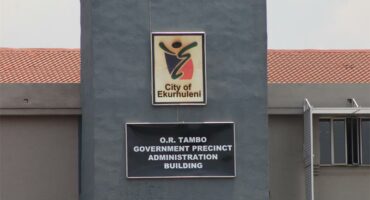 City of
Ekurhuleni
O.R. TAMBO
GOVERNMENT PRECINCT
ADMINISTRATION
BUILDING